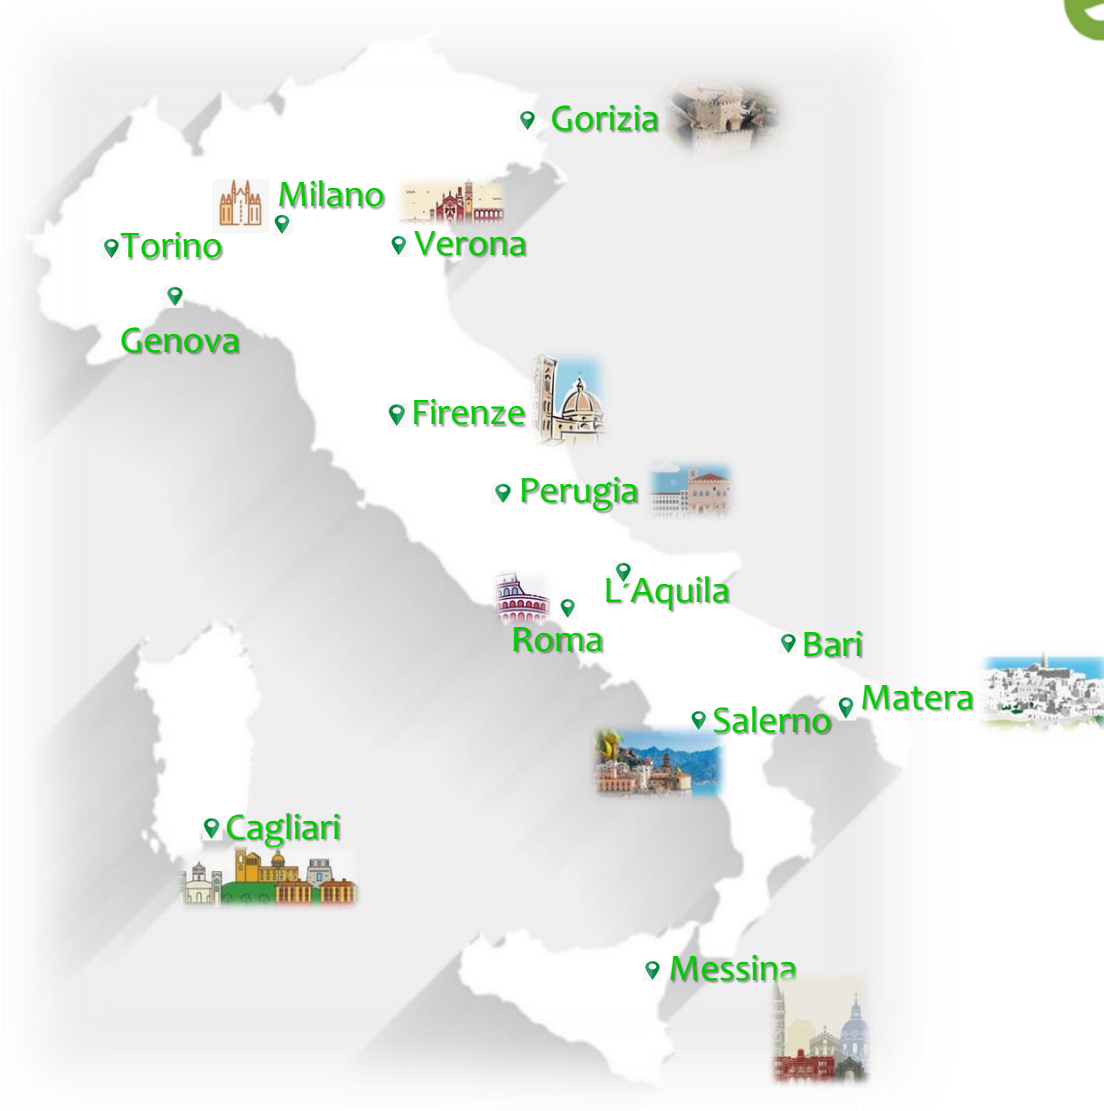 Gorizia
Milano
Torino
Verona
Genova
Firenze
Perugia
L´Aquila
Roma
Bari
Matera
Salerno
Cagliari
Messina